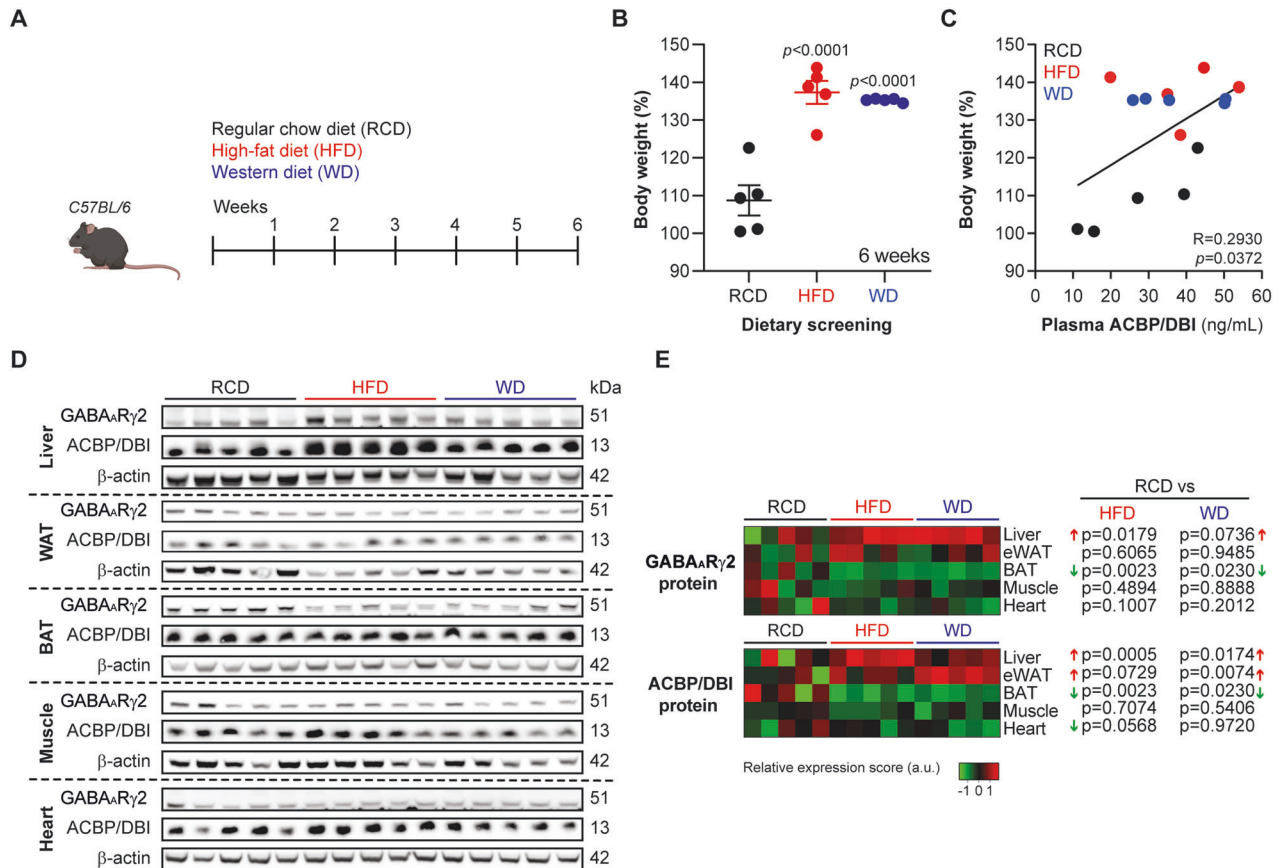 A
Regular chow diet (RCD)
High-fat diet (HFD)
Western diet (WD)
C57BL/6
Weeks
1 2 3 4 5 6
B
Body weight (%)
150
140
130
120
110
100
90
p<0.0001
p<0.0001
6 weeks
RCD HFD WD
Dietary screening
C
Body weight (%)
150
140
130
120
110
100
90
RCD
HFD
WD
R=0.2930
p=0.0372
0 10 20 30 40 50 60
Plasma ACBP/DBI (ng/mL)
D
RCD HFD WD kDa
Liver
GABAARγ2 51
ACBP/DBI 13
β-actin 42
WAT
GABAARγ2 51
ACBP/DBI 13
β-actin 42
BAT
GABAARγ2 51
ACBP/DBI 13
β-actin 42
Muscle
GABAARγ2 51
ACBP/DBI 13
β-actin 42
Heart
GABAARγ2 51
ACBP/DBI 13
β-actin 42
E
RCD vs
RCD HFD WD HFD WD
GABAARγ2
protein
Liver ↑ p=0.0179 p=0.0736 ↑
eWAT p=0.6065 p=0.9485
BAT ↓ p=0.0023 p=0.0230 ↓
Muscle p=0.4894 p=0.8888
Heart p=0.1007 p=0.2012
RCD HFD WD
ACBP/DBI
protein
Liver ↑ p=0.0005 p=0.0174 ↑
eWAT ↑ p=0.0729 p=0.0074 ↑
BAT ↓ p=0.0023 p=0.0230 ↓
Muscle p=0.7074 p=0.5406
Heart ↓ p=0.0568 p=0.9720
Relative expression score (a.u.)
-1 0 1